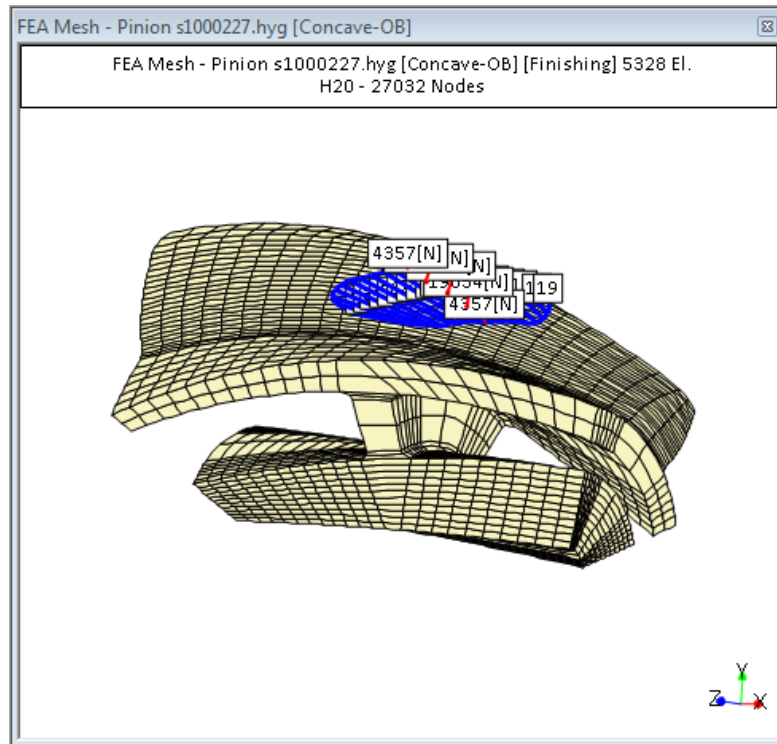 FEA Mesh - Pinion s1000227.hyg [Concave-OB]
FEA Mesh - Pinion s1000227.hyg [Concave-OB] [Finishing] 5328 El.
H20 - 27032 Nodes
4357[N]
N]
N]
N]
119
4357[N]
Y
Z
X